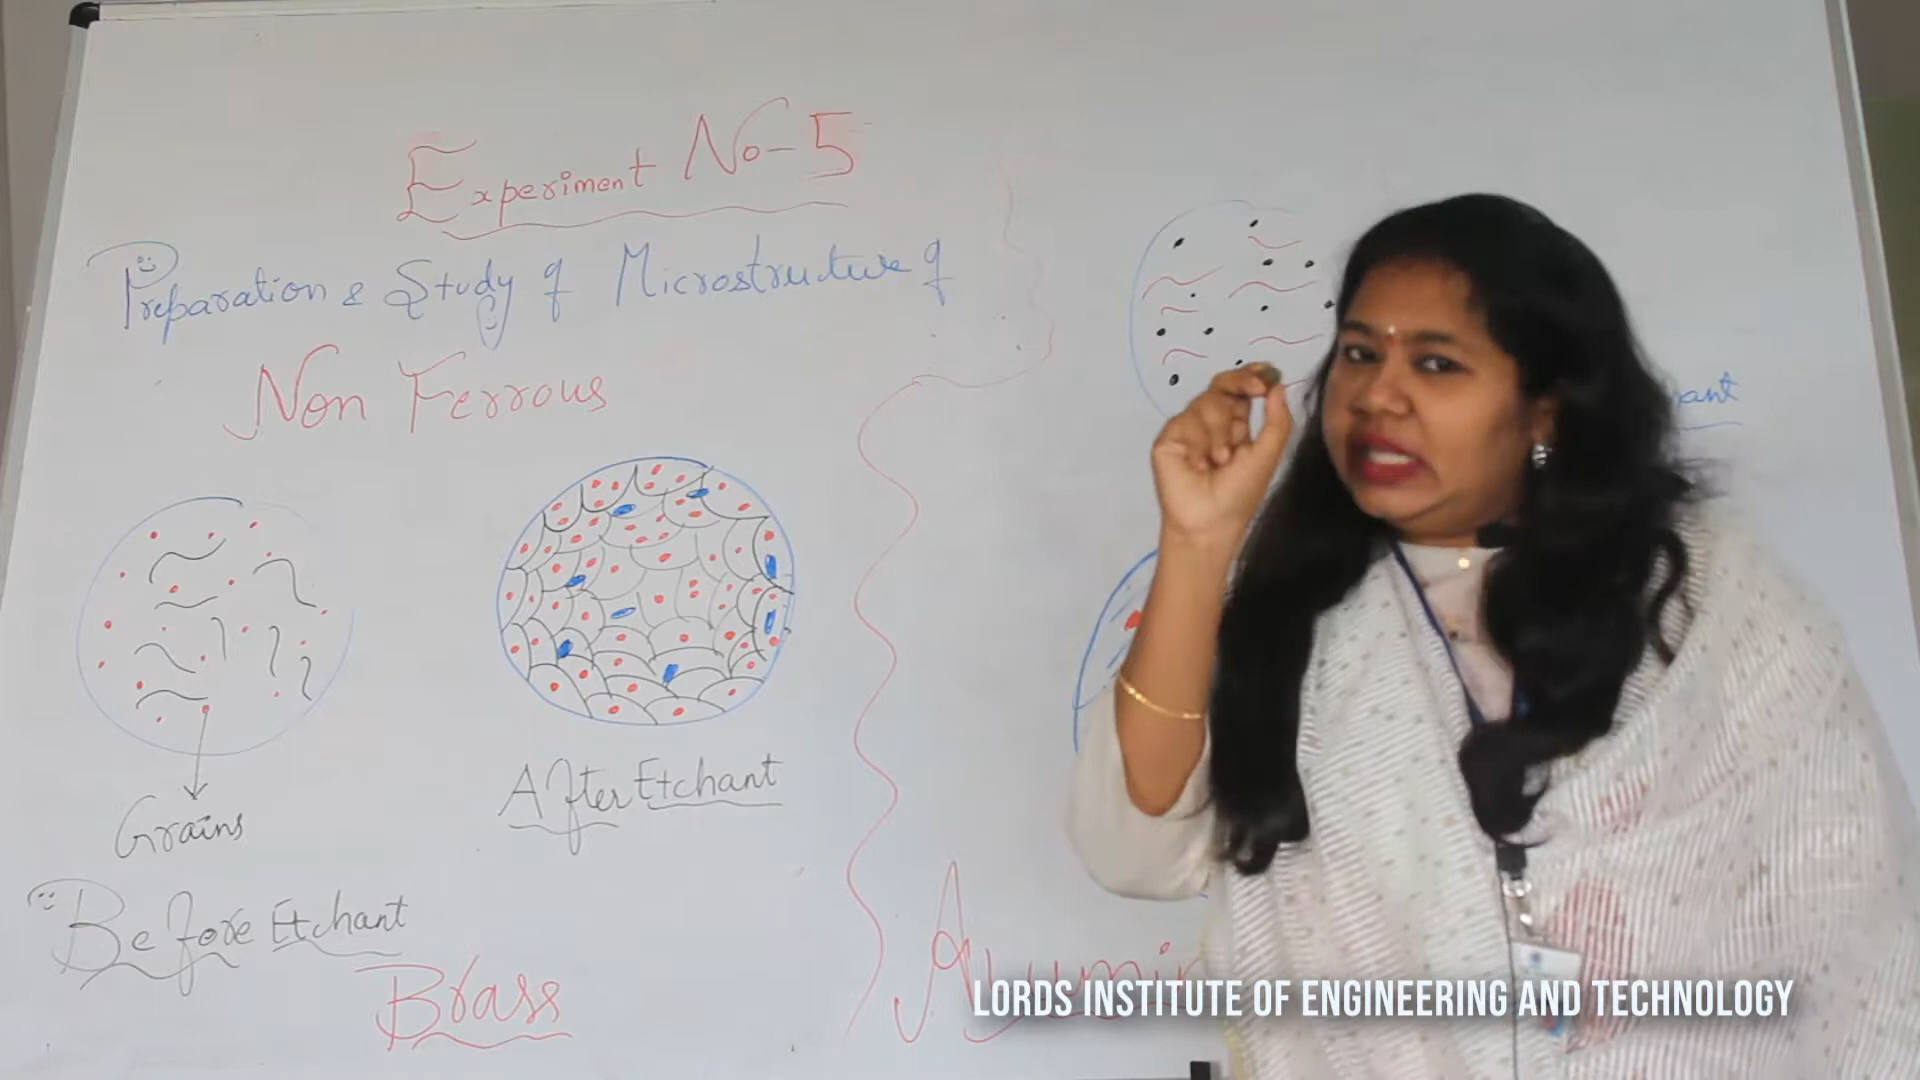 Experiment No-5
Preparation & Study of Microstructure of
Non Ferrous
Grains
Before Etchant
After Etchant
Brass
LORDS INSTITUTE OF ENGINEERING AND TECHNOLOGY